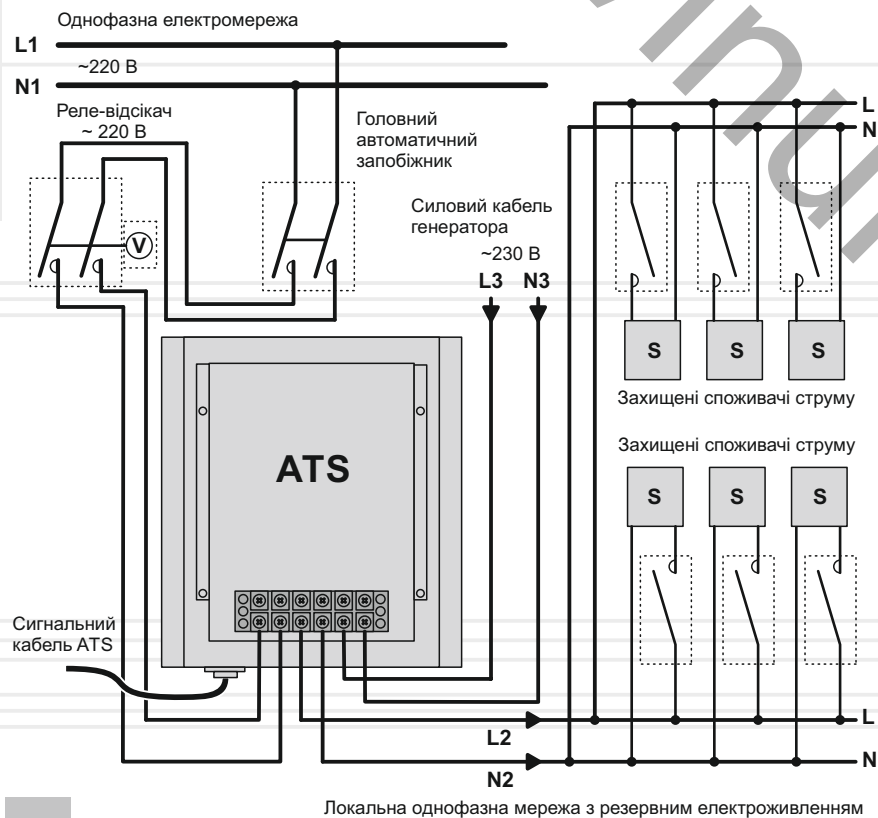 Однофазна електромережа
L1
~220 В
N1
Реле-відсікач
~ 220 В
Головний
автоматичний
запобіжник
L
N
V
Силовий кабель
генератора
~230 В
L3 N3
S S S
Захищені споживачі струму
Захищені споживачі струму
S S S
ATS
Сигнальний
кабель ATS
L2
L
N2
N
Локальна однофазна мережа з резервним електроживленням